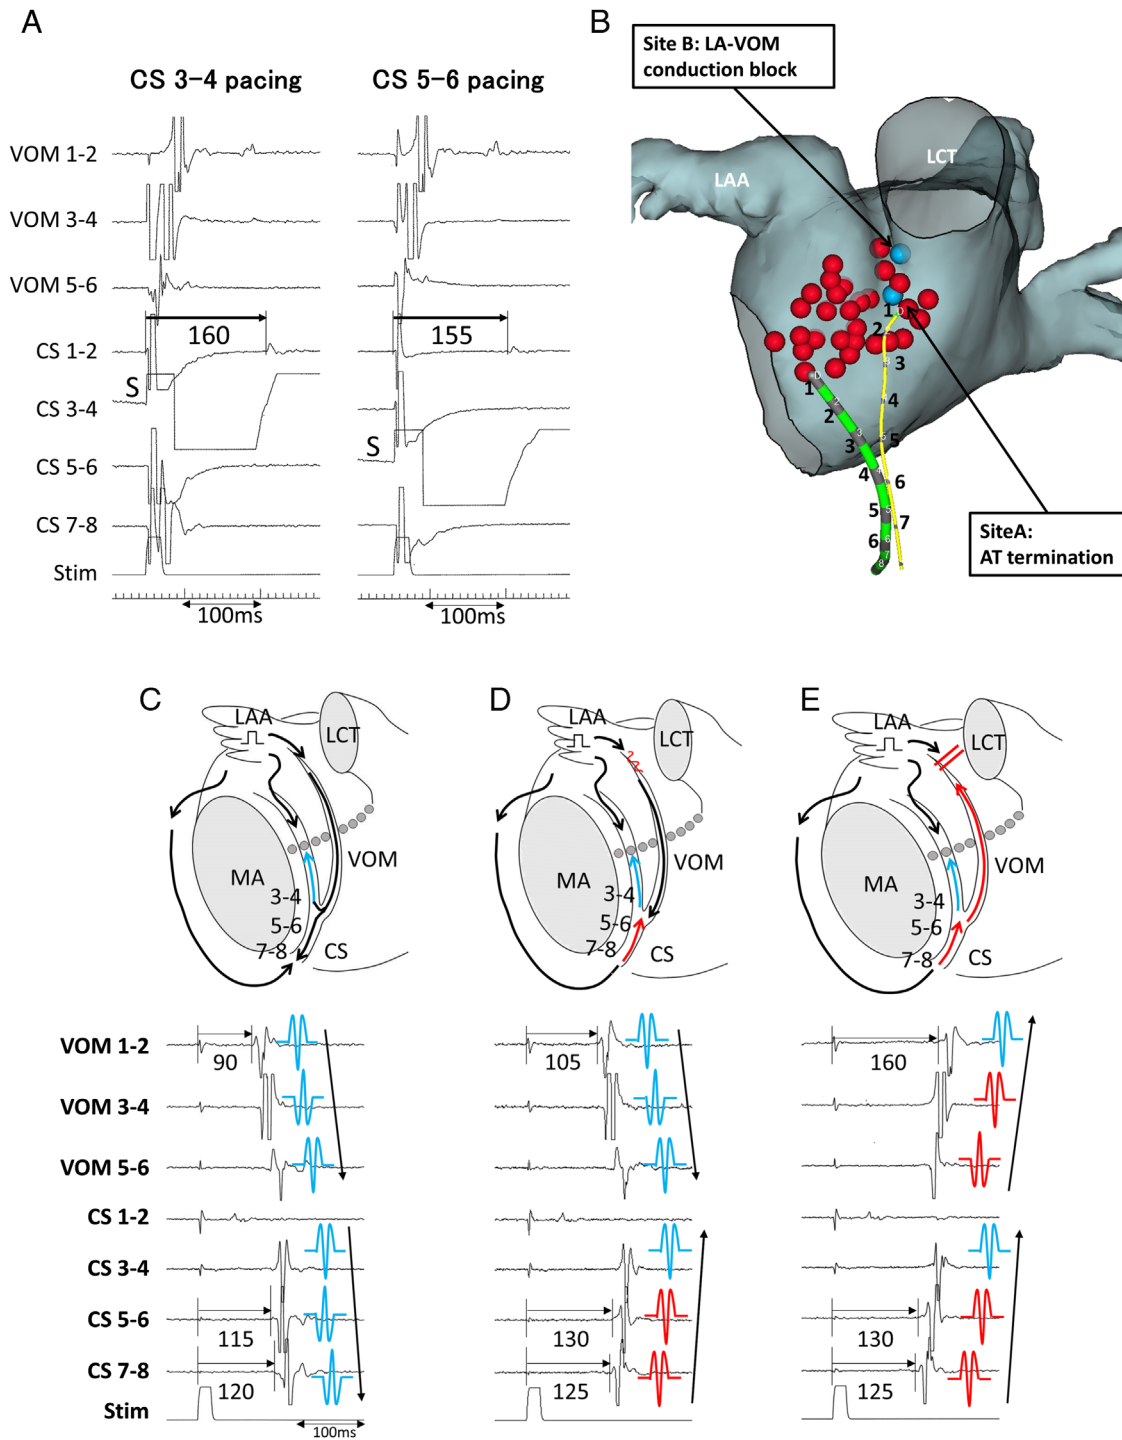 A
CS 3-4 pacing
CS 5-6 pacing
VOM 1-2
VOM 3-4
VOM 5-6
CS 1-2
160
155
S
CS 3-4
S
CS 5-6
CS 7-8
Stim
100ms
100ms
B
Site B: LA-VOM
conduction block
LCT
LAA
1
2
3
4
5
6
7
1
2
3
4
5
6
SiteA:
AT termination
C
LAA
LCT
VOM
MA
3-4
5-6
7-8
CS
D
LAA
LCT
VOM
MA
3-4
5-6
7-8
CS
E
LAA
LCT
VOM
MA
3-4
5-6
7-8
CS
VOM 1-2
90
105
160
VOM 3-4
VOM 5-6
CS 1-2
CS 3-4
CS 5-6
115
130
130
CS 7-8
120
125
125
Stim
100ms